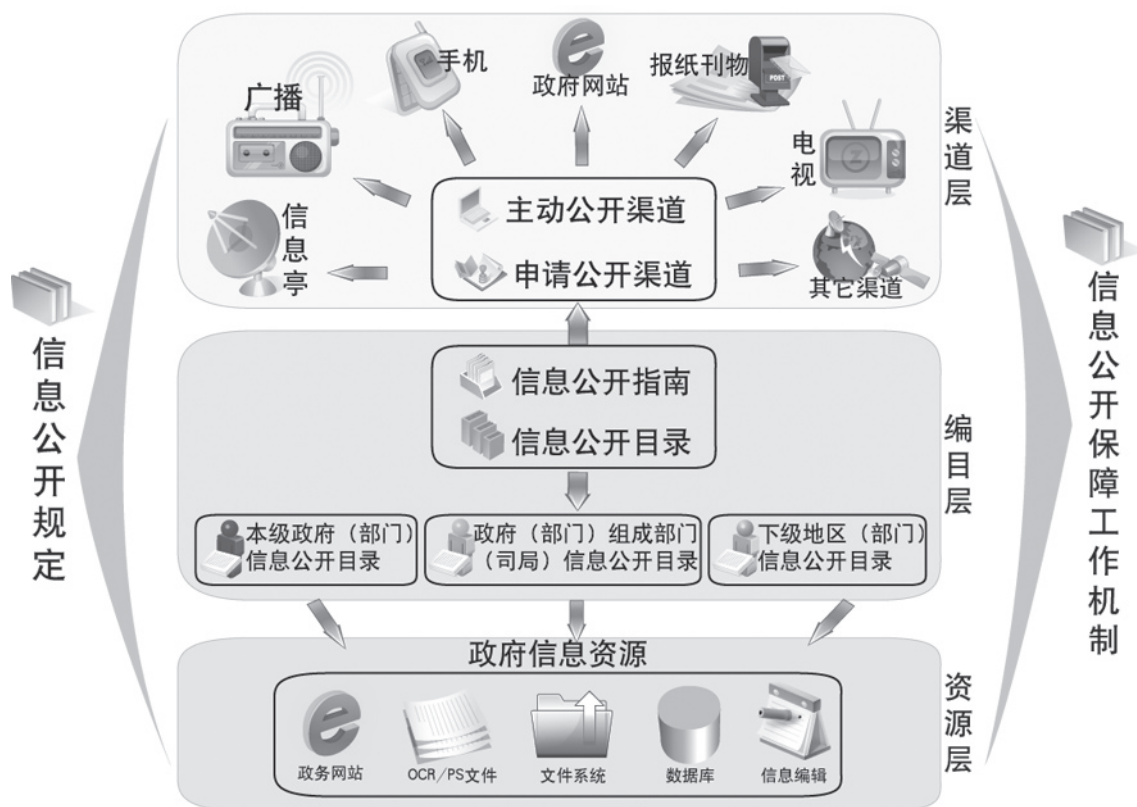 手机
政府网站
报纸刊物
POST
广播
电视
信息亭
主动公开渠道
申请公开渠道
其它渠道
渠道层
信息公开规定
信息公开保障工作机制
信息公开指南
信息公开目录
编目层
本级政府（部门）
信息公开目录
政府（部门）组成部门
（司局）信息公开目录
下级地区（部门）
信息公开目录
政府信息资源
政务网站
OCR/PS文件
文件系统
数据库
信息编辑
资源层